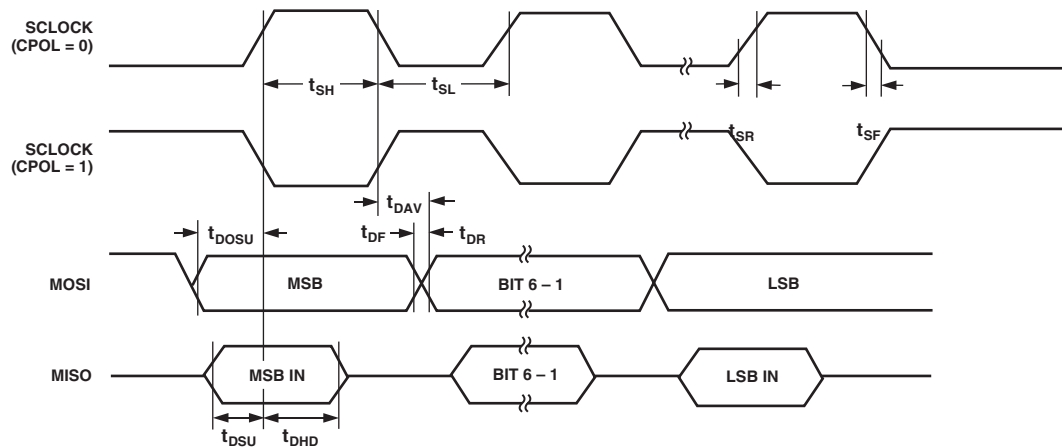 SCLOCK
(CPOL = 0)
tSH
tSL
tSR
tSF
SCLOCK
(CPOL = 1)
tDAV
tDOSU
tDF
tDR
MOSI
MSB
BIT 6 – 1
LSB
MISO
MSB IN
BIT 6 – 1
LSB IN
tDSU
tDHD